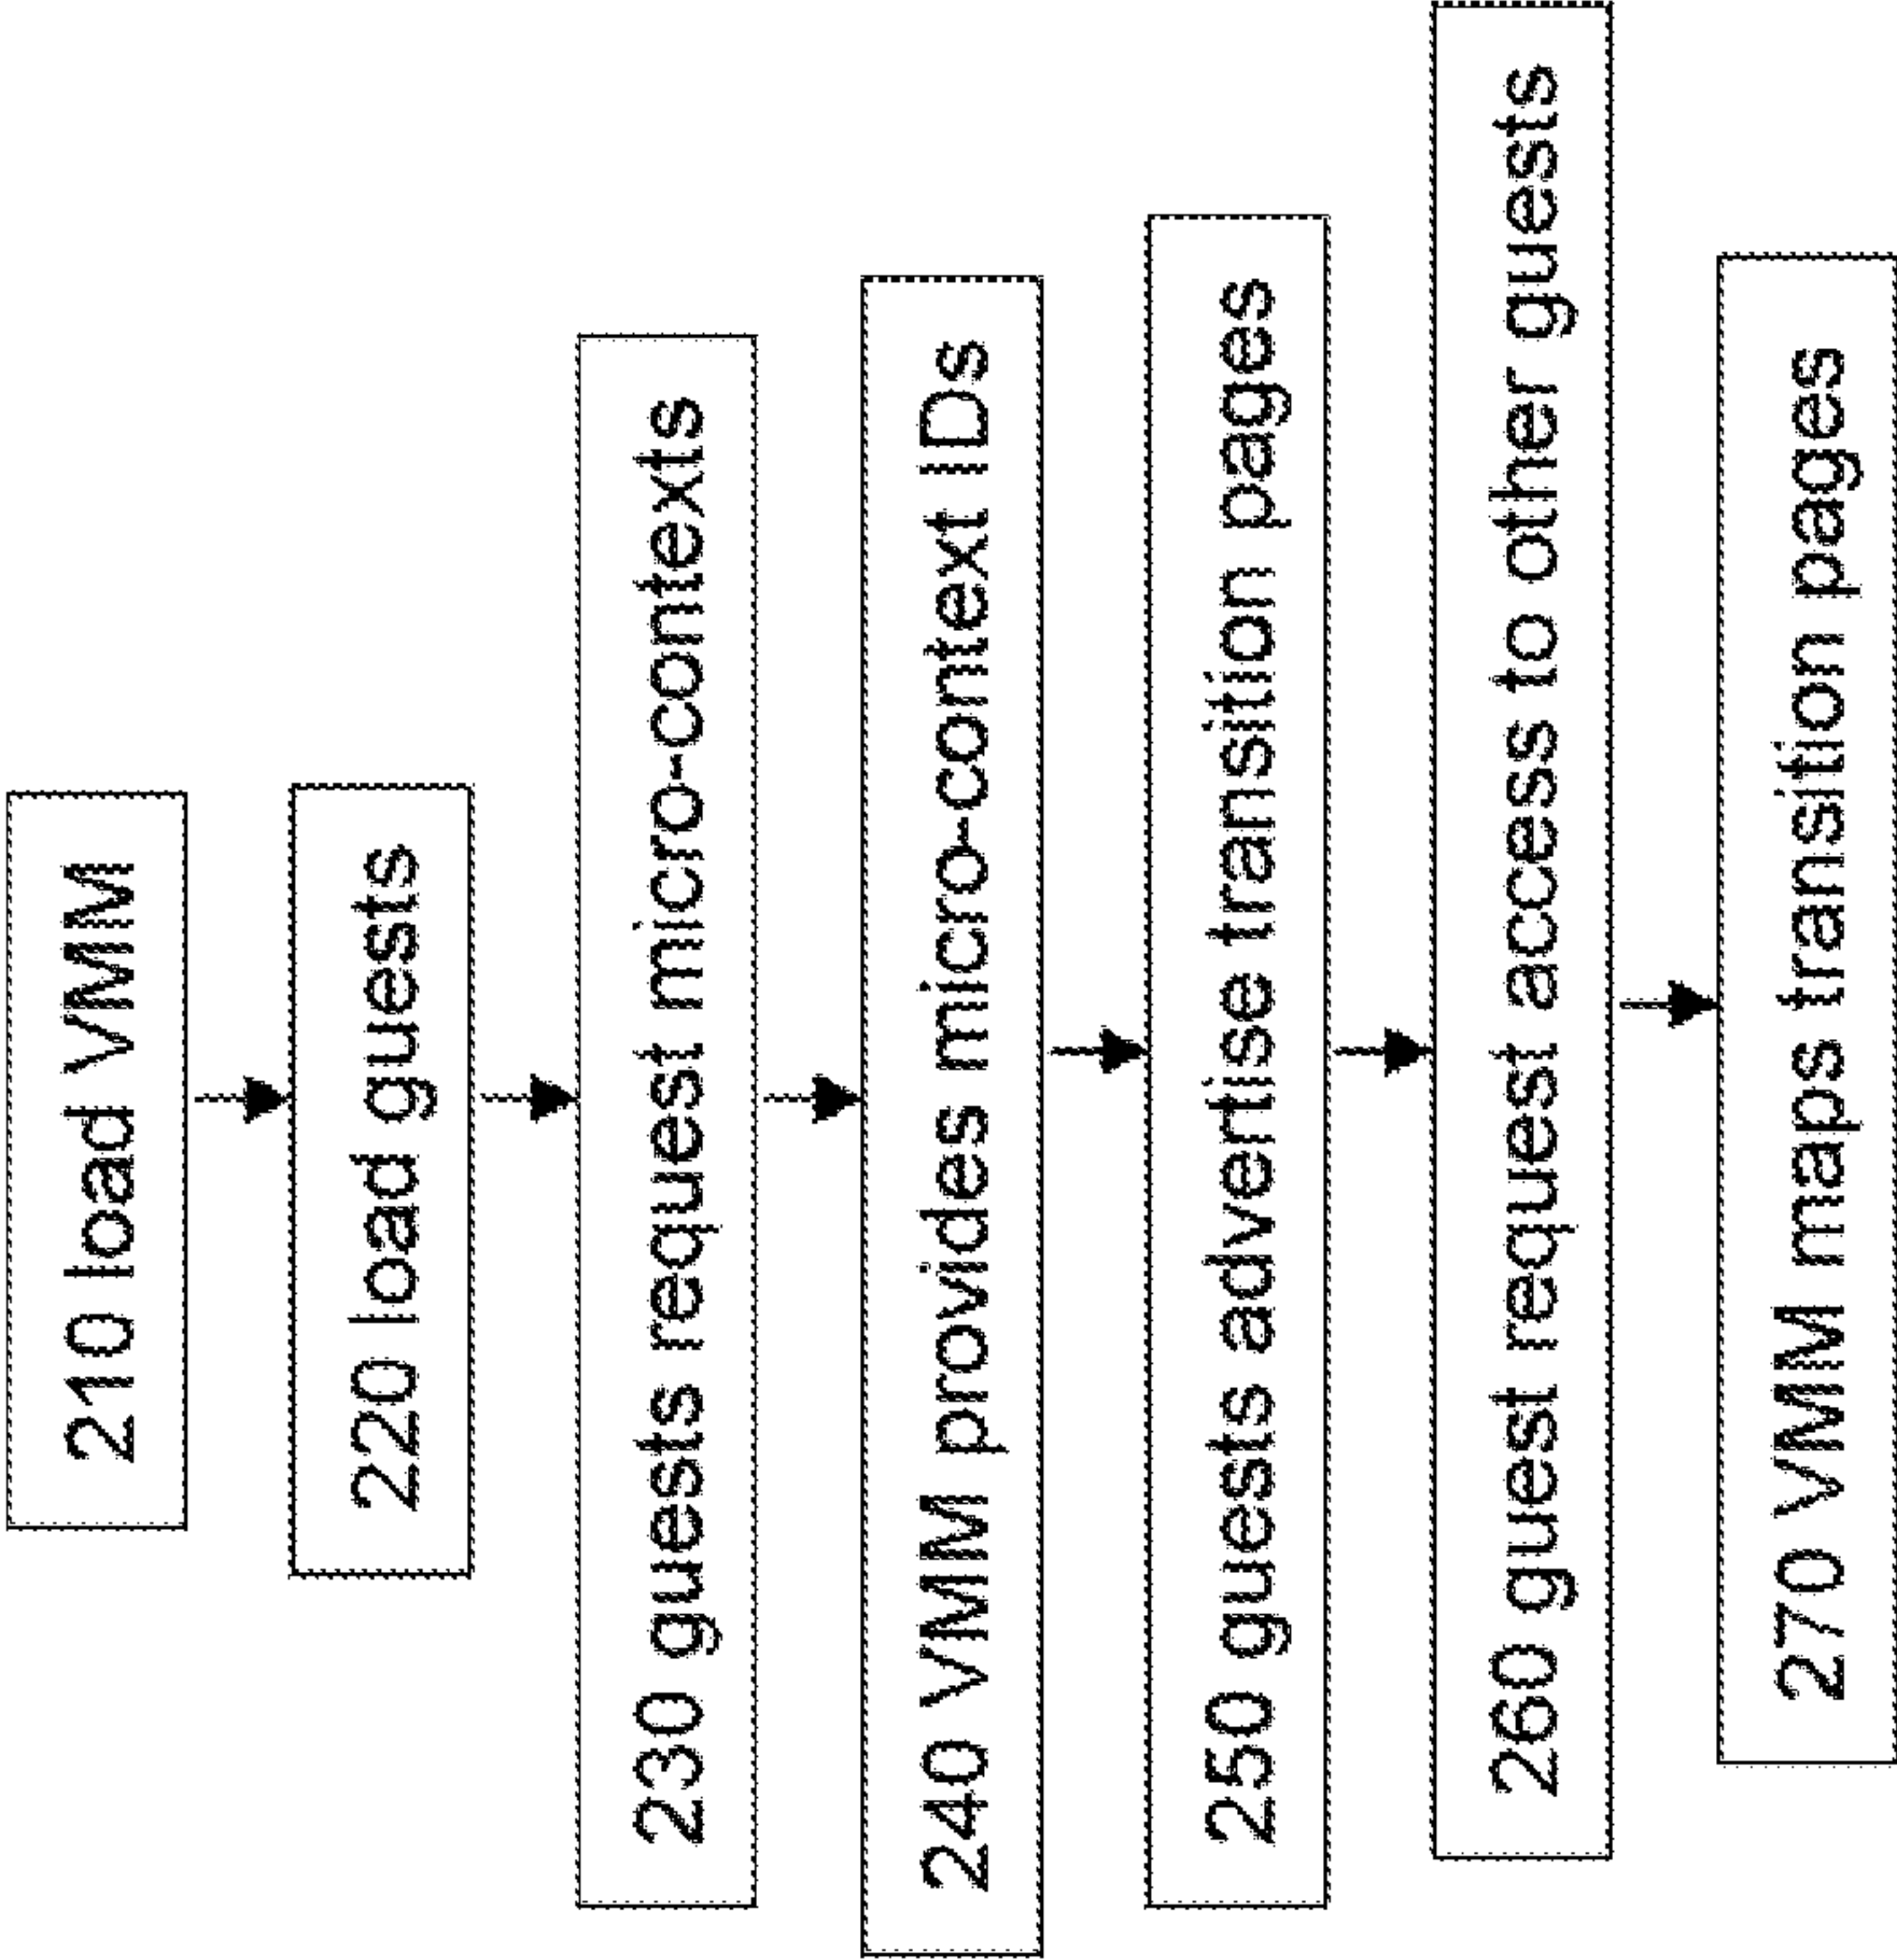 210 load VMM
220 load guests
230 guests request micro-contexts
240 VMM provides micro-context IDs
250 guests advertise transition pages
260 guest request access to other guests
270 VMM maps transition pages